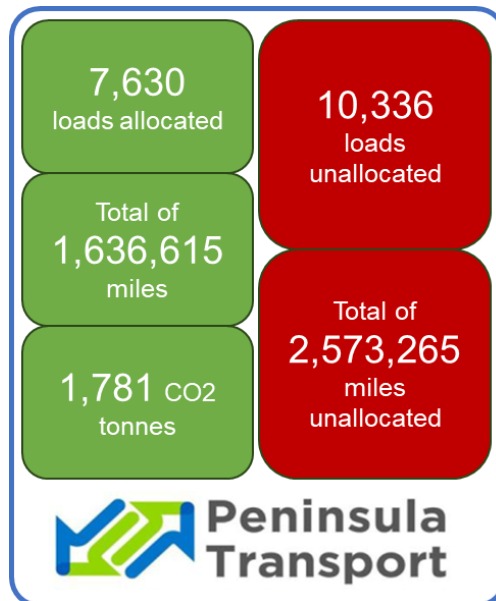 7,630
loads allocated
Total of
1,636,615
miles
1,781 CO2
tonnes
10,336
loads
unallocated
Total of
2,573,265
miles
unallocated
Peninsula
Transport